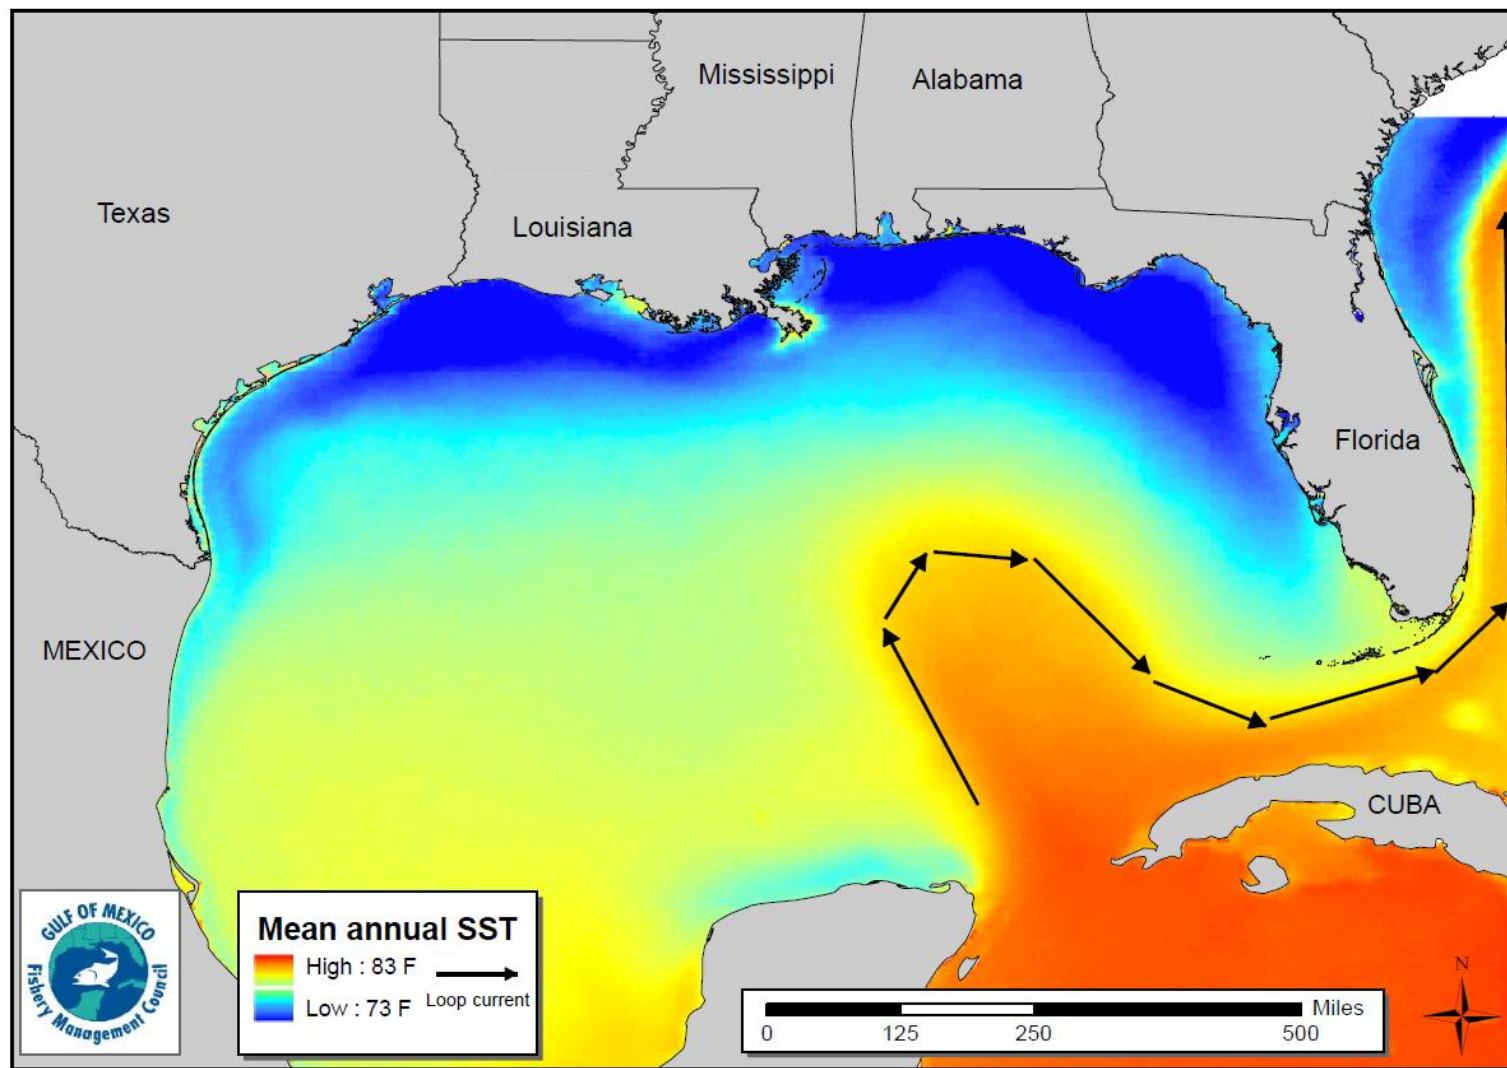 Mississippi
Alabama
Texas
Louisiana
Florida
MEXICO
CUBA
GULF OF MEXICO
Fishery Management Council
Mean annual SST
High : 83 F
Low : 73 F
Loop current
Miles
0 125 250 500
N